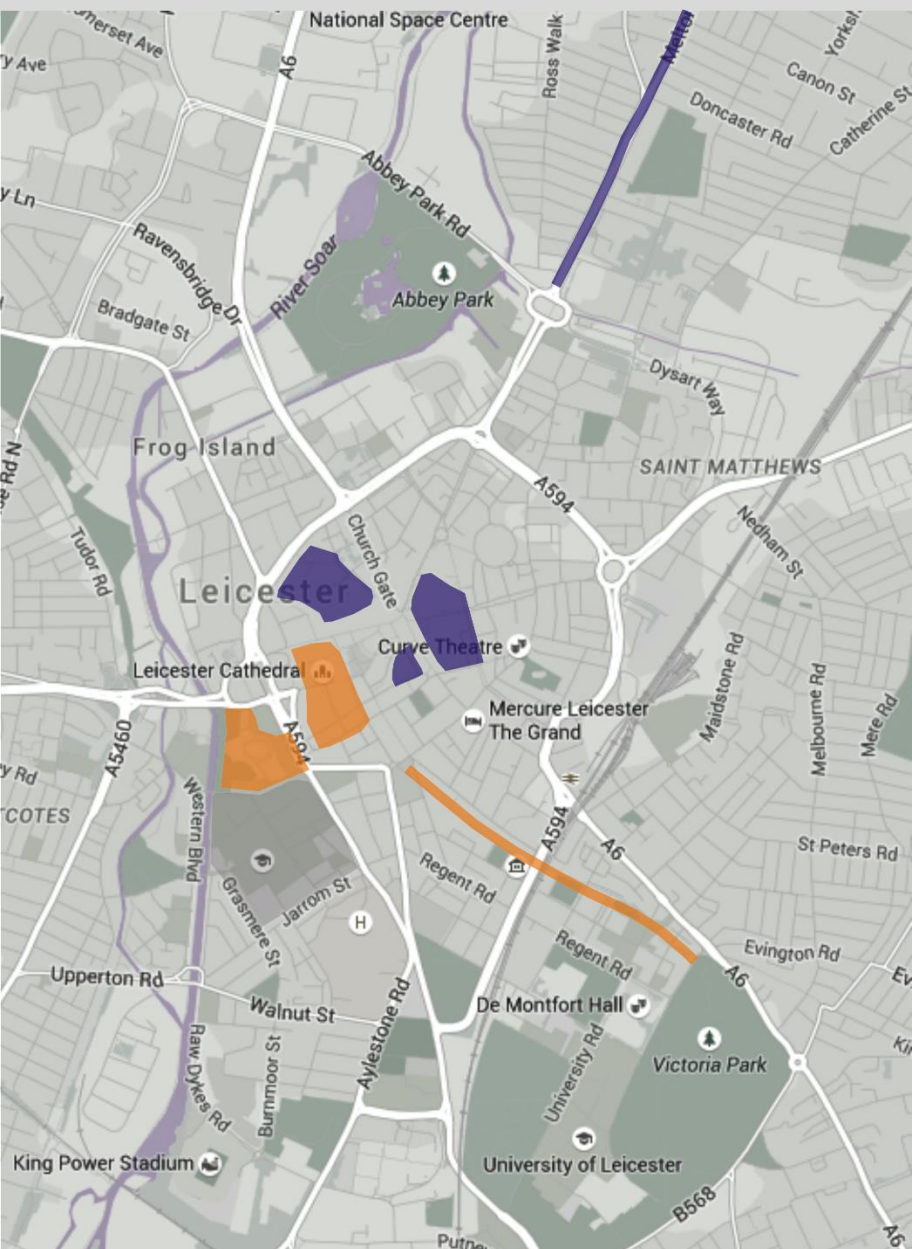 National Space Centre
A6
Ross Walk
Canon St
Catherine St
Doncaster Rd
Abbey Park Rd
Ravensbridge Dr
River Soar
Abbey Park
Bradgate St
Dysart Way
Frog Island
SAINT MATTHEWS
A594
Nedham St
Church Gate
Tudor Rd
Leicester
Curve Theatre
Leicester Cathedral
Maidstone Rd
Melbourne Rd
Mere Rd
Mercure Leicester
The Grand
A594
A5460
Western Blvd
A594
A6
St Peters Rd
Regent Rd
Grasmere St
Jarrom St
H
Regent Rd
Evington Rd
A6
Upperton Rd
Walnut St
De Montfort Hall
Aylestone Rd
Victoria Park
University Rd
Raw Dykes Rd
Burnmoor St
King Power Stadium
University of Leicester
B568
A6